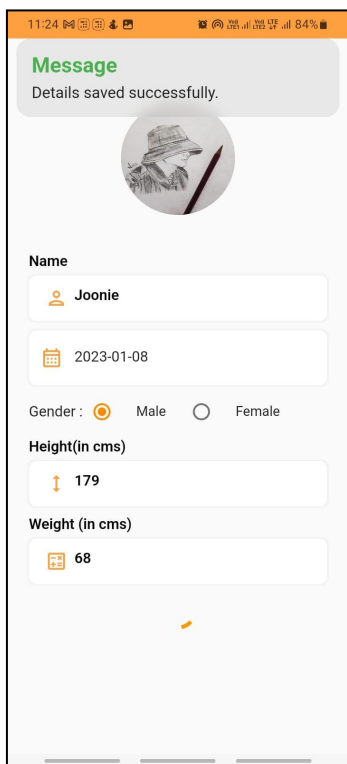 11:24 84%
Message
Details saved successfully.
Name
Joonie
2023-01-08
Gender : Male Female
Height(in cms)
179
Weight (in cms)
68